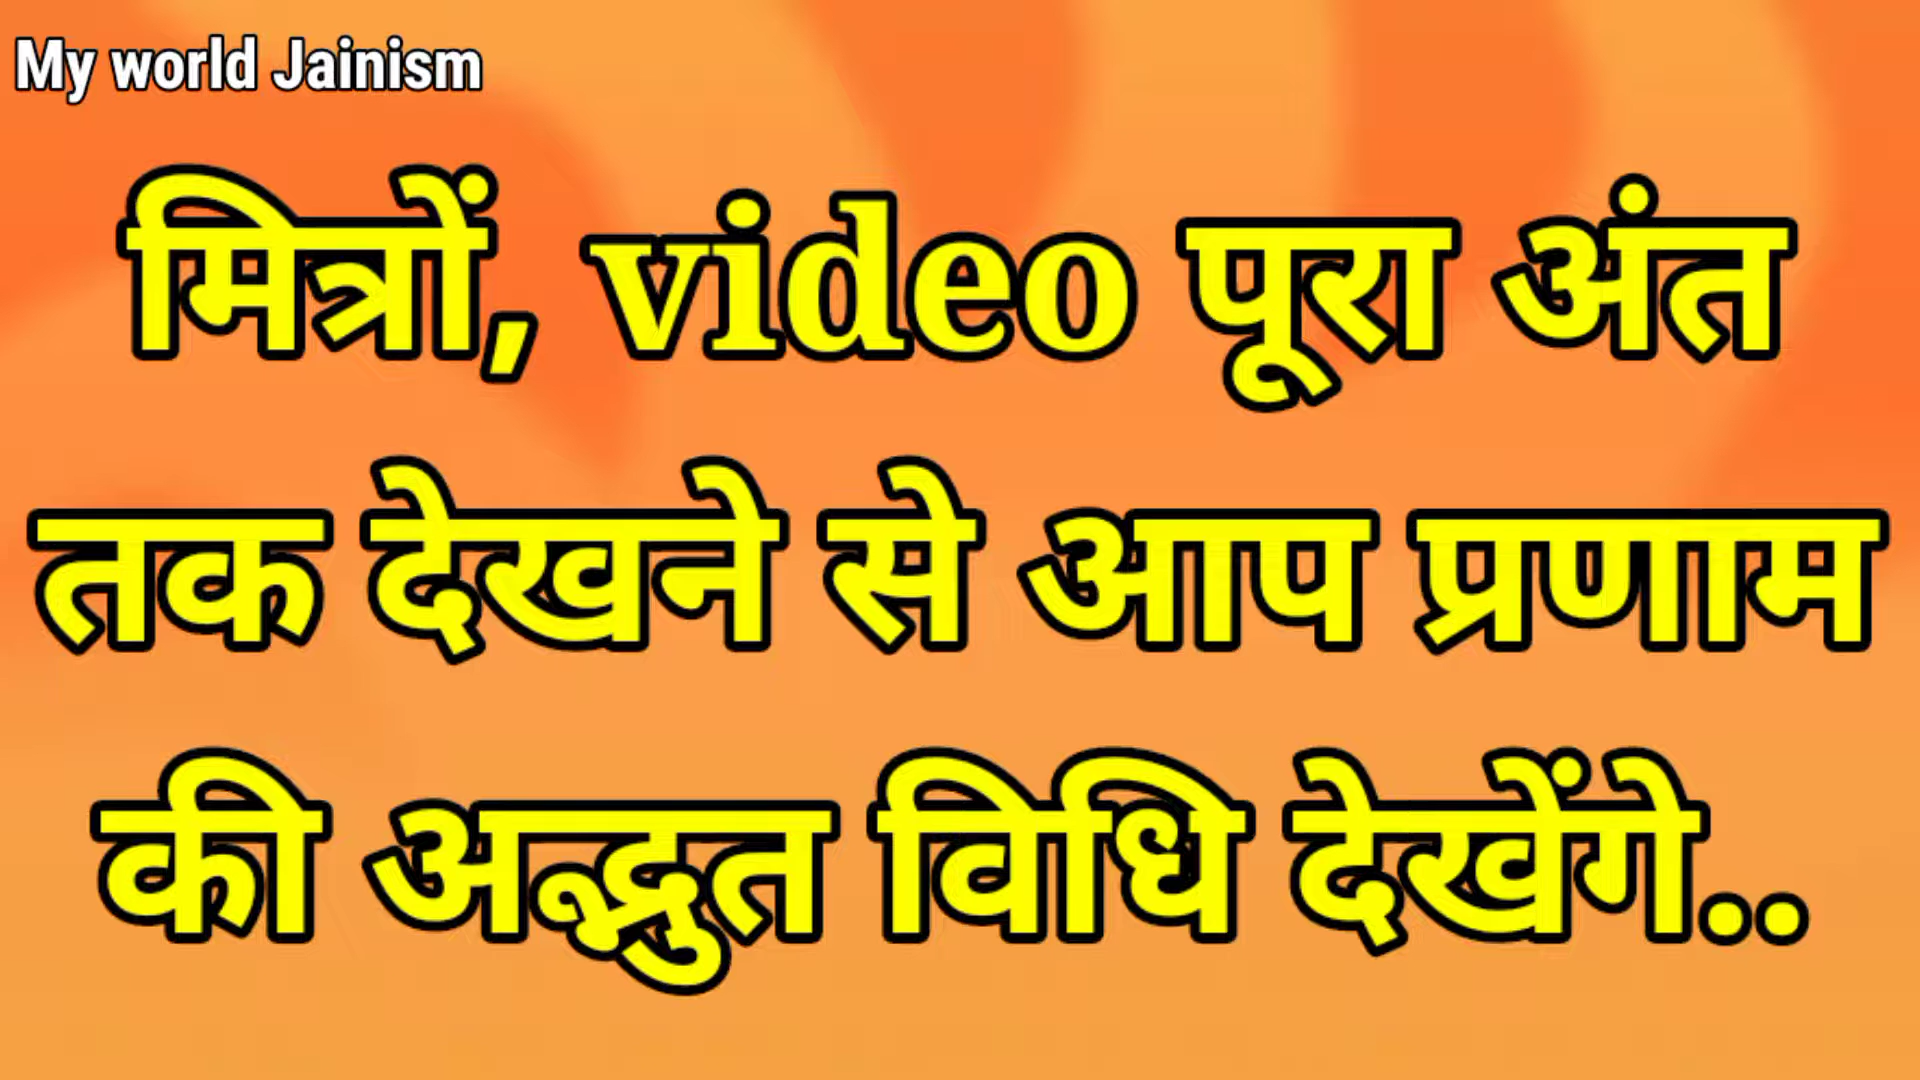 My world Jainism
मित्रों, video पूरा अंत
तक देखने से आप प्रणाम
की अद्भुत विधि देखेंगे..